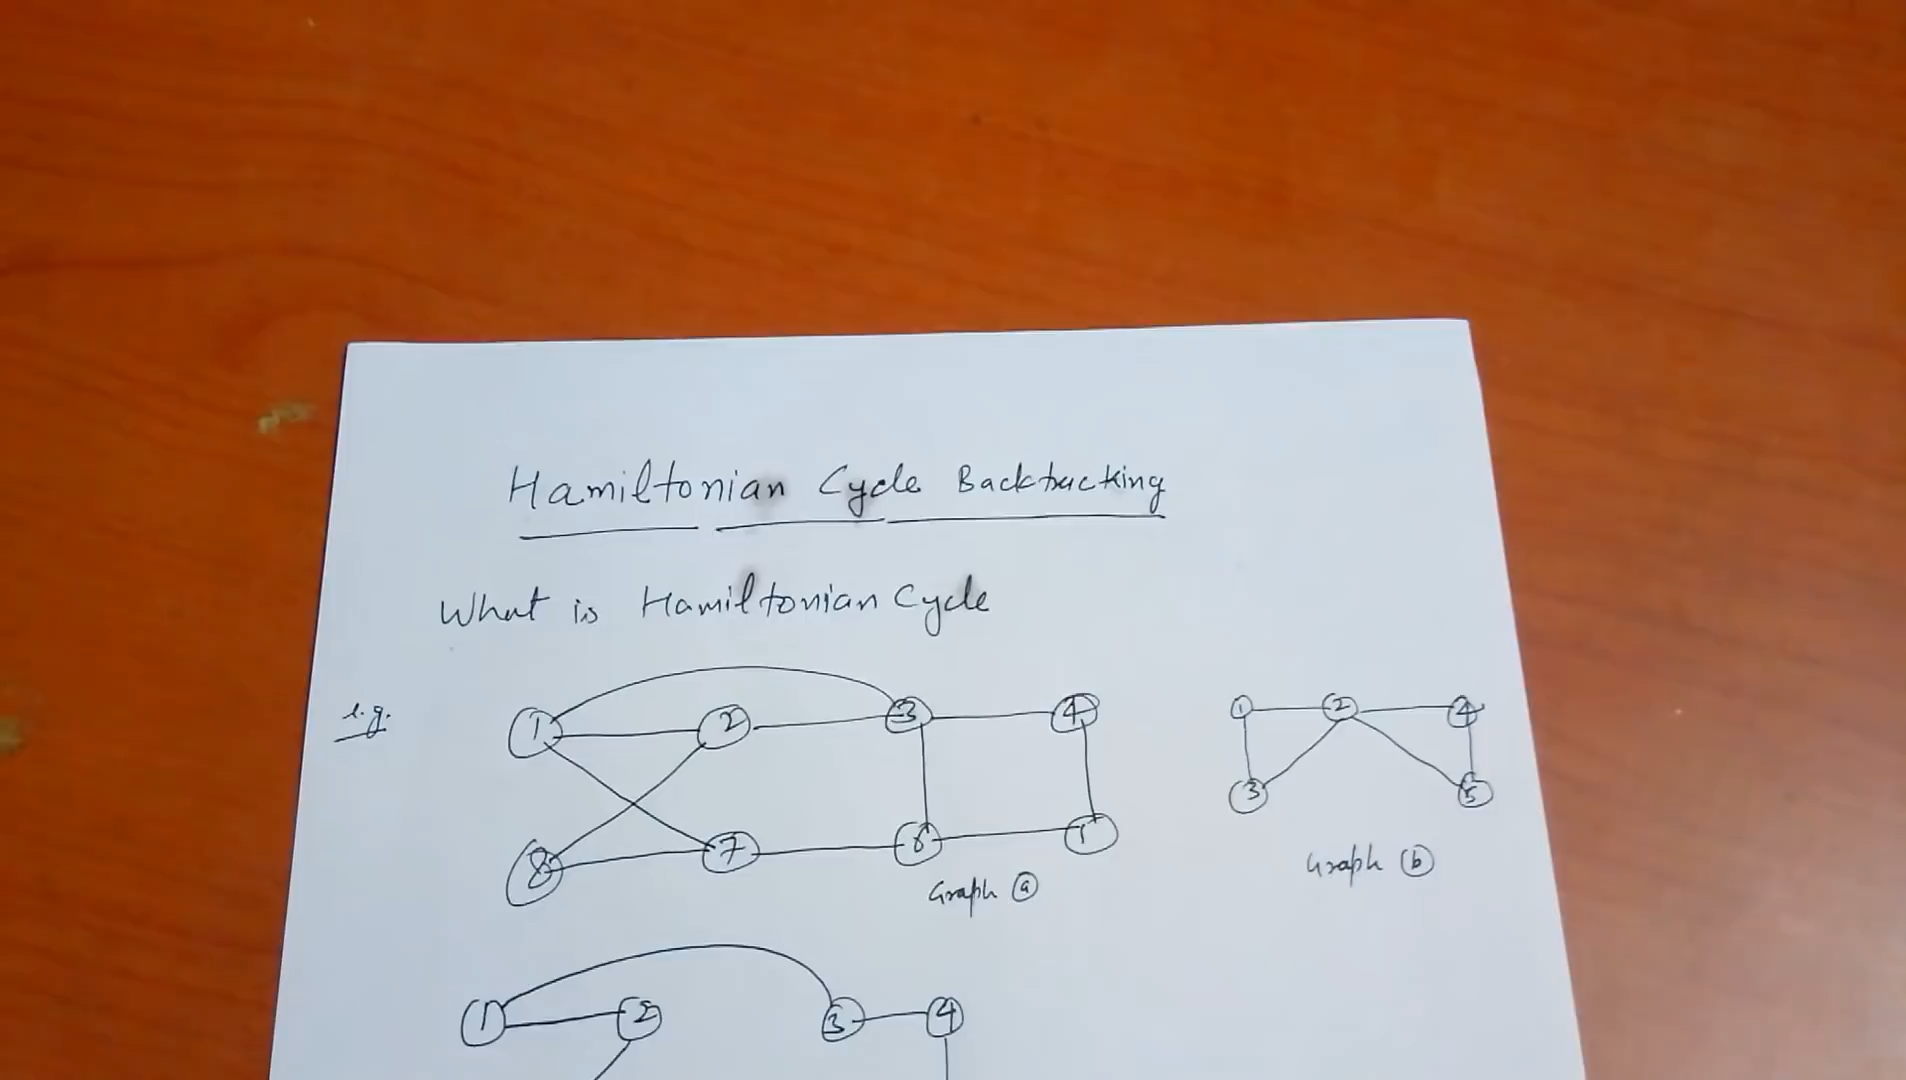 Hamiltonian Cycle Backtracking
What is Hamiltonian Cycle
e.g.
1 2 3 4
8 7 6
Graph a
1 2 4
3 5
Graph b
1 2 3 4